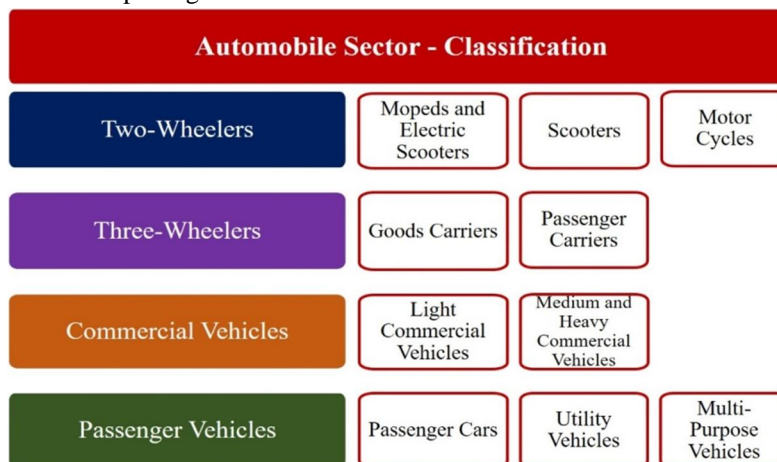 Automobile Sector - Classification
Two-Wheelers
Mopeds and
Electric
Scooters
Scooters
Motor
Cycles
Three-Wheelers
Goods Carriers
Passenger
Carriers
Commercial Vehicles
Light
Commercial
Vehicles
Medium and
Heavy
Commercial
Vehicles
Passenger Vehicles
Passenger Cars
Utility
Vehicles
Multi-
Purpose
Vehicles